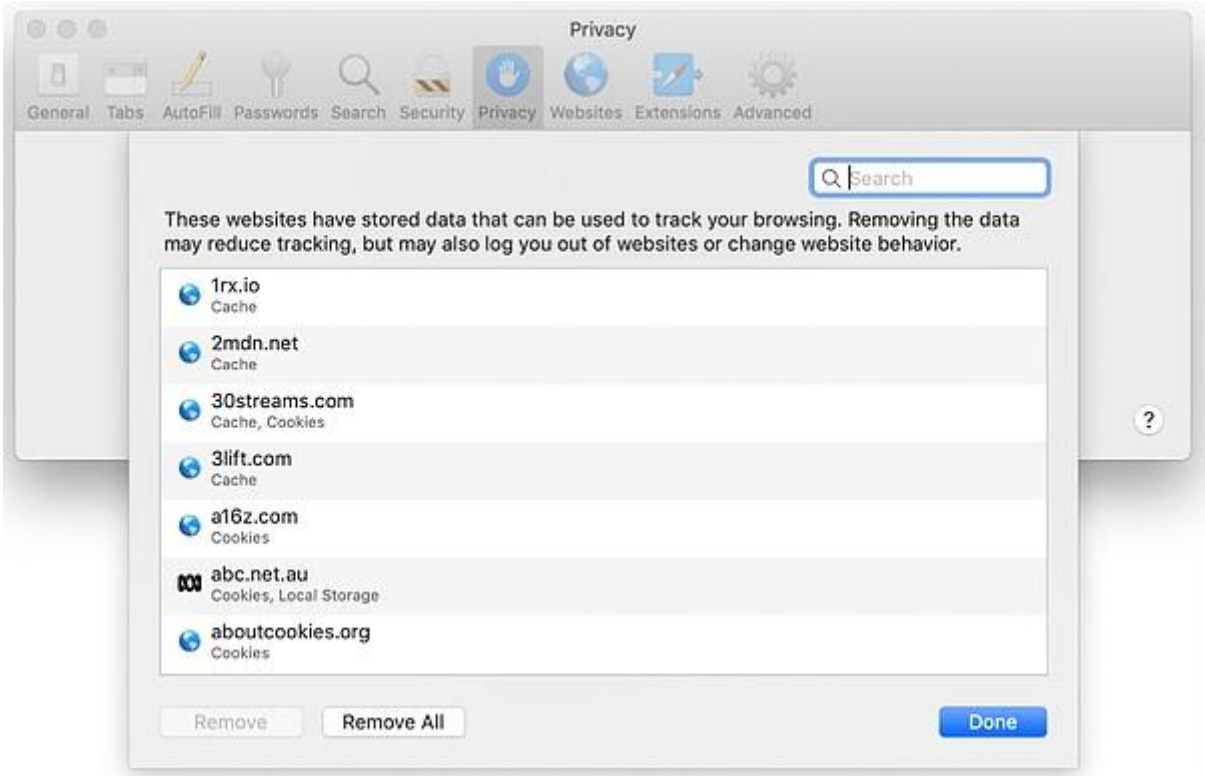 Privacy
General Tabs AutoFill Passwords Search Security Privacy Websites Extensions Advanced
Search
These websites have stored data that can be used to track your browsing. Removing the data
may reduce tracking, but may also log you out of websites or change website behavior.
1rx.io
Cache
2mdn.net
Cache
30streams.com
Cache, Cookies
3lift.com
Cache
a16z.com
Cookies
abc.net.au
Cookies, Local Storage
aboutcookies.org
Cookies
?
Remove Remove All Done